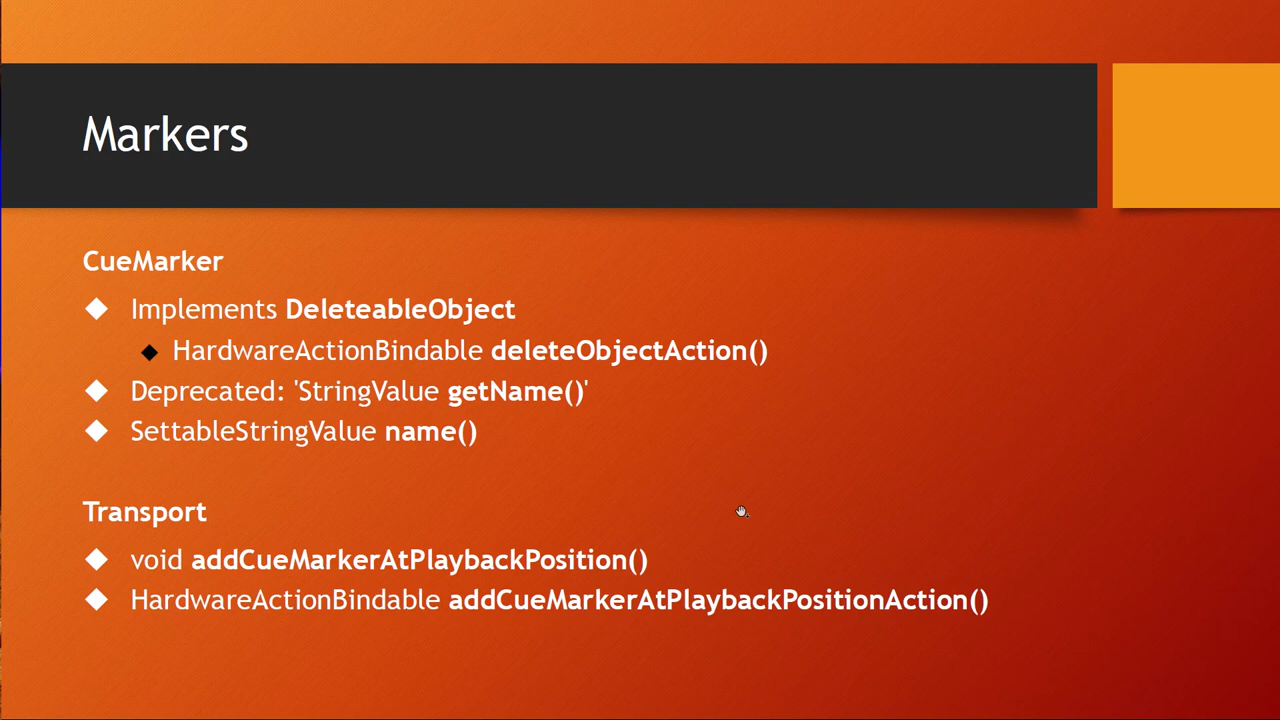 Markers
CueMarker
Implements DeleteableObject
HardwareActionBindable deleteObjectAction()
Deprecated: 'StringValue getName()'
SettableStringValue name()
Transport
void addCueMarkerAtPlaybackPosition()
HardwareActionBindable addCueMarkerAtPlaybackPositionAction()